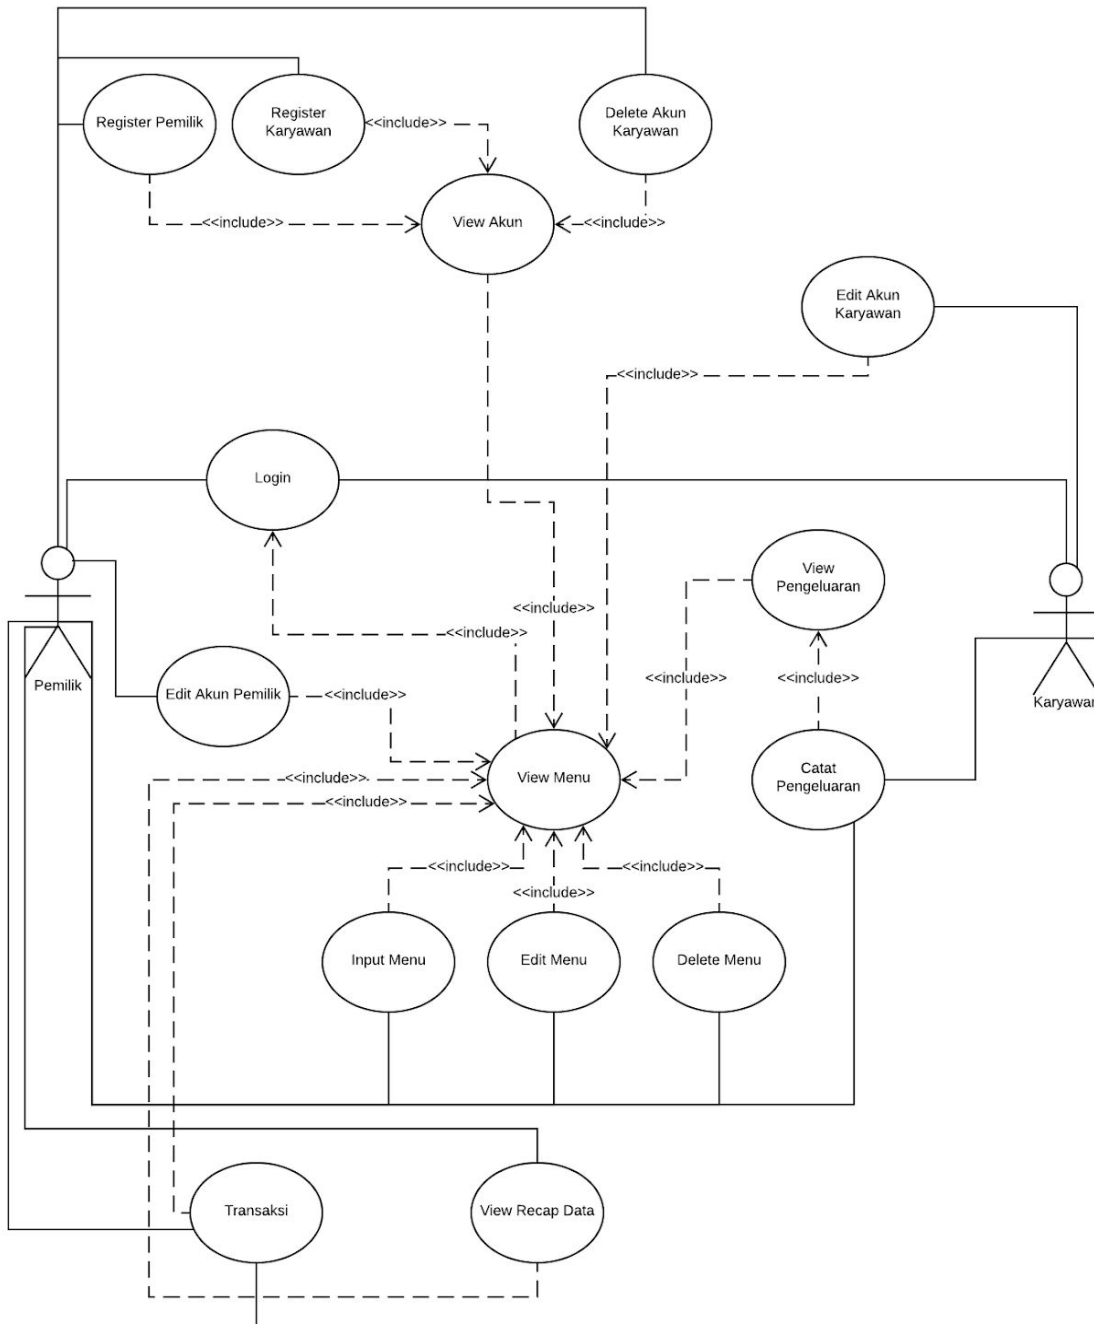 Register Pemilik
Register
Karyawan
<<include>>
Delete Akun
Karyawan
<<include>>
View Akun
<<include>>
Edit Akun
Karyawan
<<include>>
Login
View
Pengeluaran
<<include>>
<<include>>
<<include>>
<<include>>
Pemilik
Edit Akun Pemilik
<<include>>
Karyawan
<<include>>
<<include>>
View Menu
Catat
Pengeluaran
<<include>>
<<include>>
<<include>>
Input Menu
Edit Menu
Delete Menu
Transaksi
View Recap Data